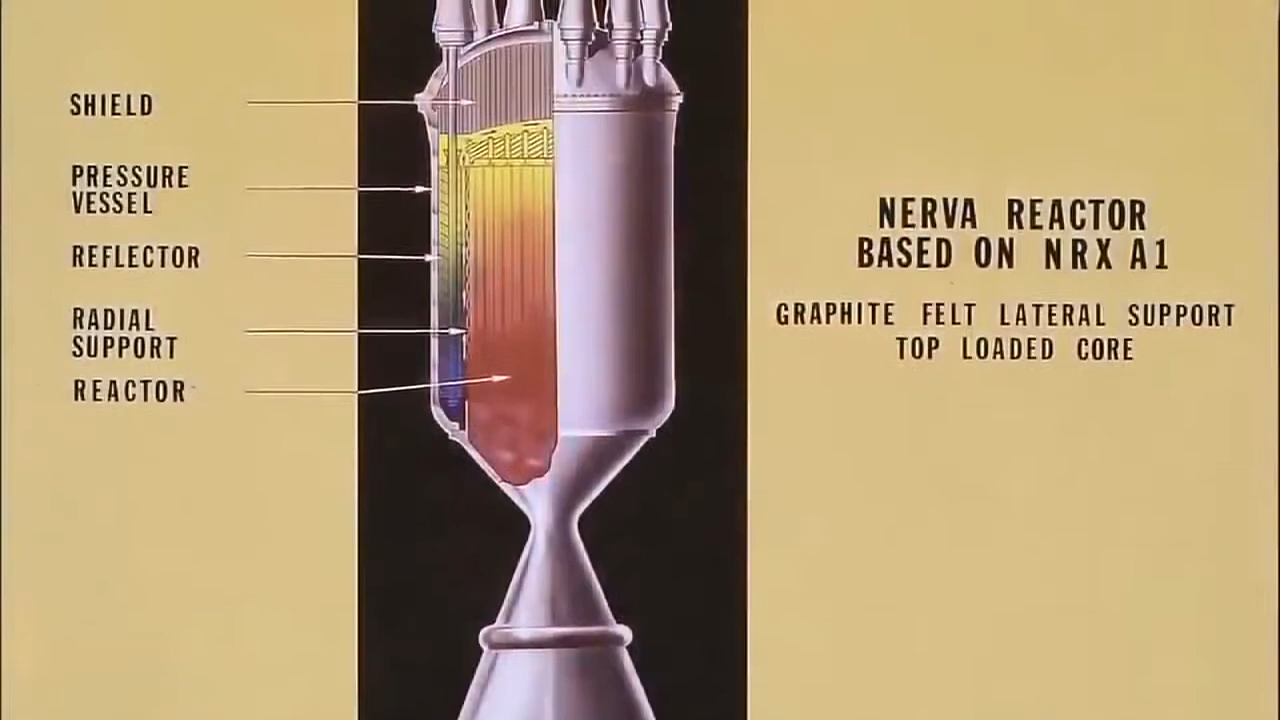 SHIELD
PRESSURE
VESSEL
REFLECTOR
RADIAL
SUPPORT
REACTOR
NERVA REACTOR
BASED ON NRX A1
GRAPHITE FELT LATERAL SUPPORT
TOP LOADED CORE